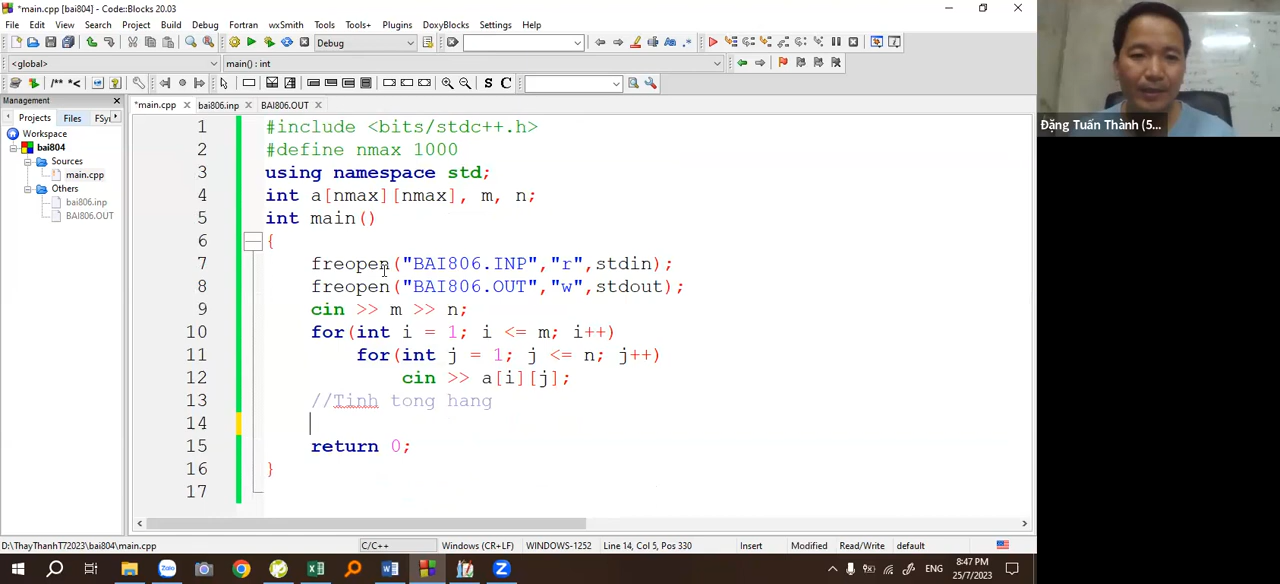 *main.cpp [bai804] - Code::Blocks 20.03
File Edit View Search Project Build Debug Fortran wxSmith Tools Tools+ Plugins DoxyBlocks Settings Help
Debug
<global> main() : int
/** *< S C
Management
Projects Files FSy
*main.cpp bai806.inp BAI806.OUT
Workspace
bai804
Sources
main.cpp
Others
bai806.inp
BAI806.OUT
1 #include <bits/stdc++.h>
2 #define nmax 1000
3 using namespace std;
4 int a[nmax][nmax], m, n;
5 int main()
6 {
7 freopen("BAI806.INP","r",stdin);
8 freopen("BAI806.OUT","w",stdout);
9 cin >> m >> n;
10 for(int i = 1; i <= m; i++)
11 for(int j = 1; j <= n; j++)
12 cin >> a[i][j];
13 //Tinh tong hang
14
15 return 0;
16 }
17
Đặng Tuấn Thành (5...
D:\ThayThanhT72023\bai804\main.cpp C/C++ Windows (CR+LF) WINDOWS-1252 Line 14, Col 5, Pos 330 Insert Modified Read/Write default
Zalo ENG 8:47 PM
25/7/2023